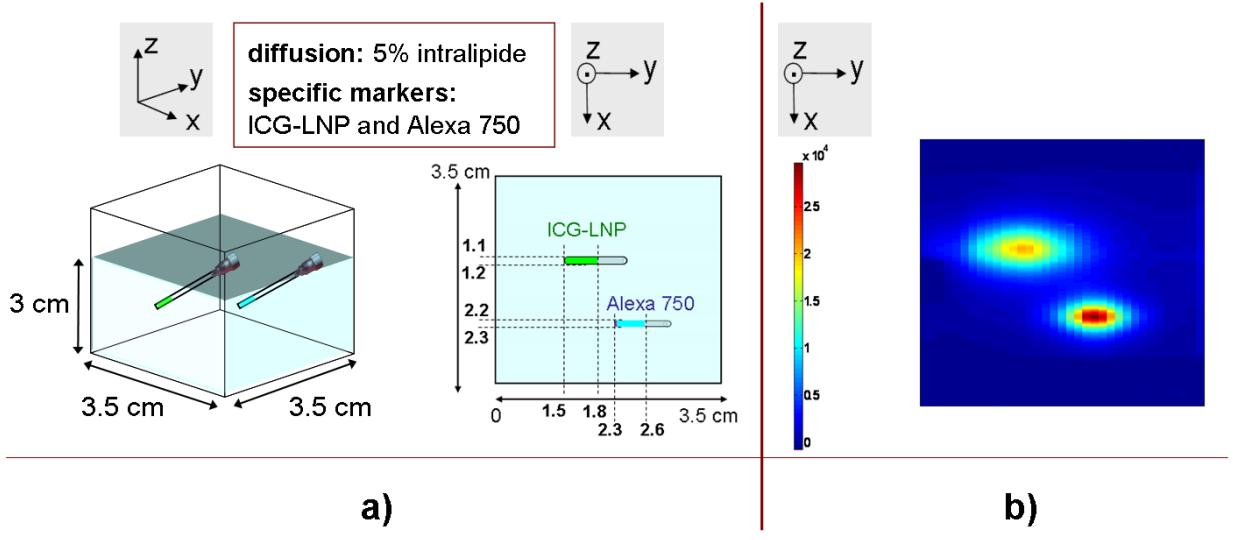 z
y
x
diffusion: 5% intralipide
specific markers:
ICG-LNP and Alexa 750
z
y
x
z
y
x
3 cm
3.5 cm
3.5 cm
3.5 cm
ICG-LNP
1.1
1.2
Alexa 750
2.2
2.3
0
1.5
1.8
3.5 cm
2.3
2.6
x 10^4
2.5
2
1.5
1
0.5
0
a)
b)